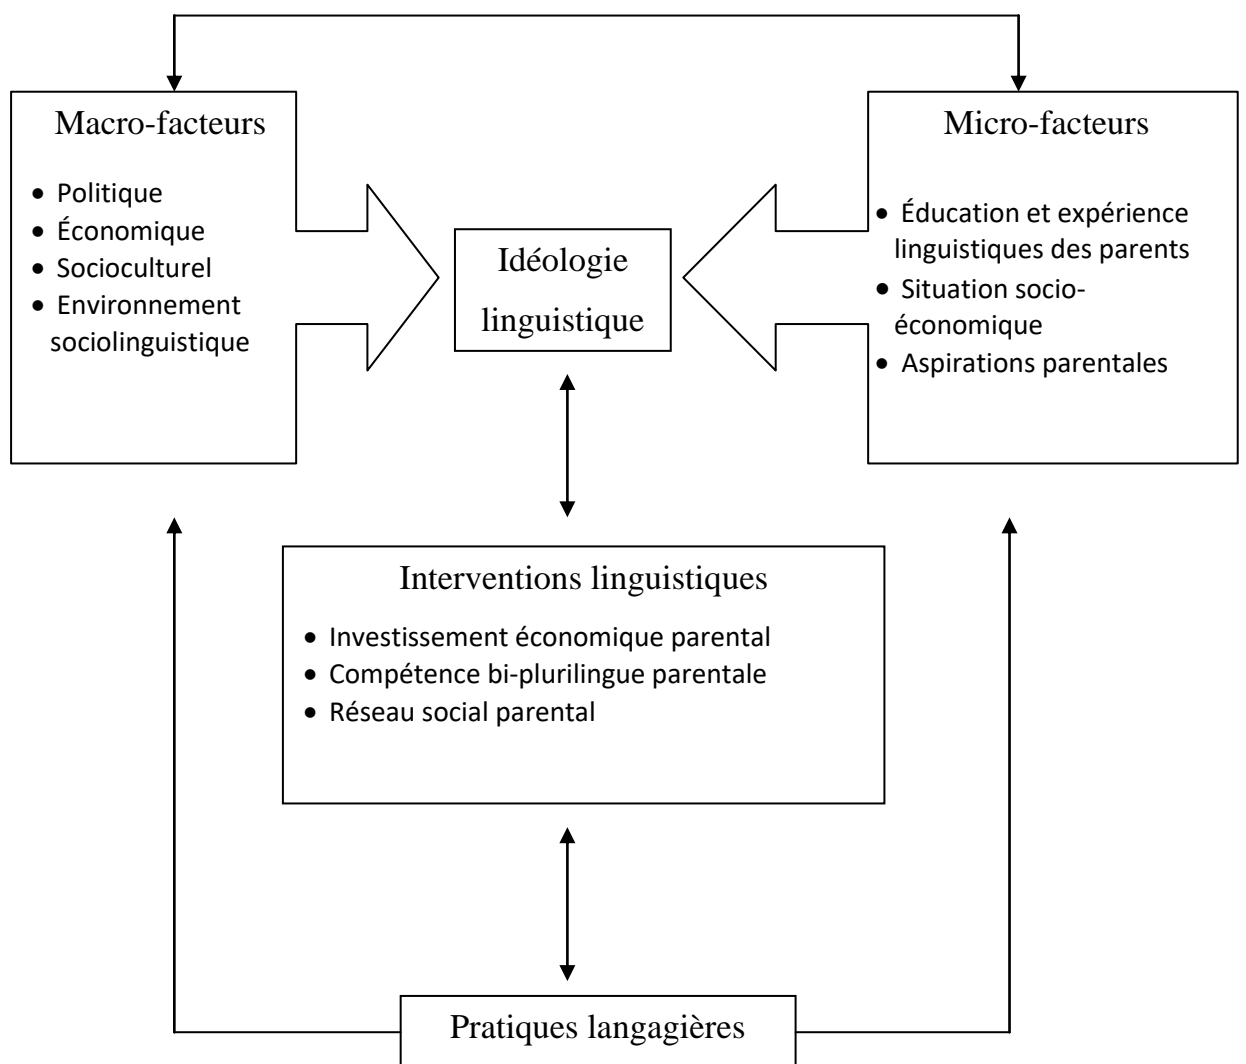 Macro-facteurs
• Politique
• Économique
• Socioculturel
• Environnement
sociolinguistique
Idéologie
linguistique
Micro-facteurs
• Éducation et expérience
linguistiques des parents
• Situation socio-
économique
• Aspirations parentales
Interventions linguistiques
• Investissement économique parental
• Compétence bi-plurilingue parentale
• Réseau social parental
Pratiques langagières